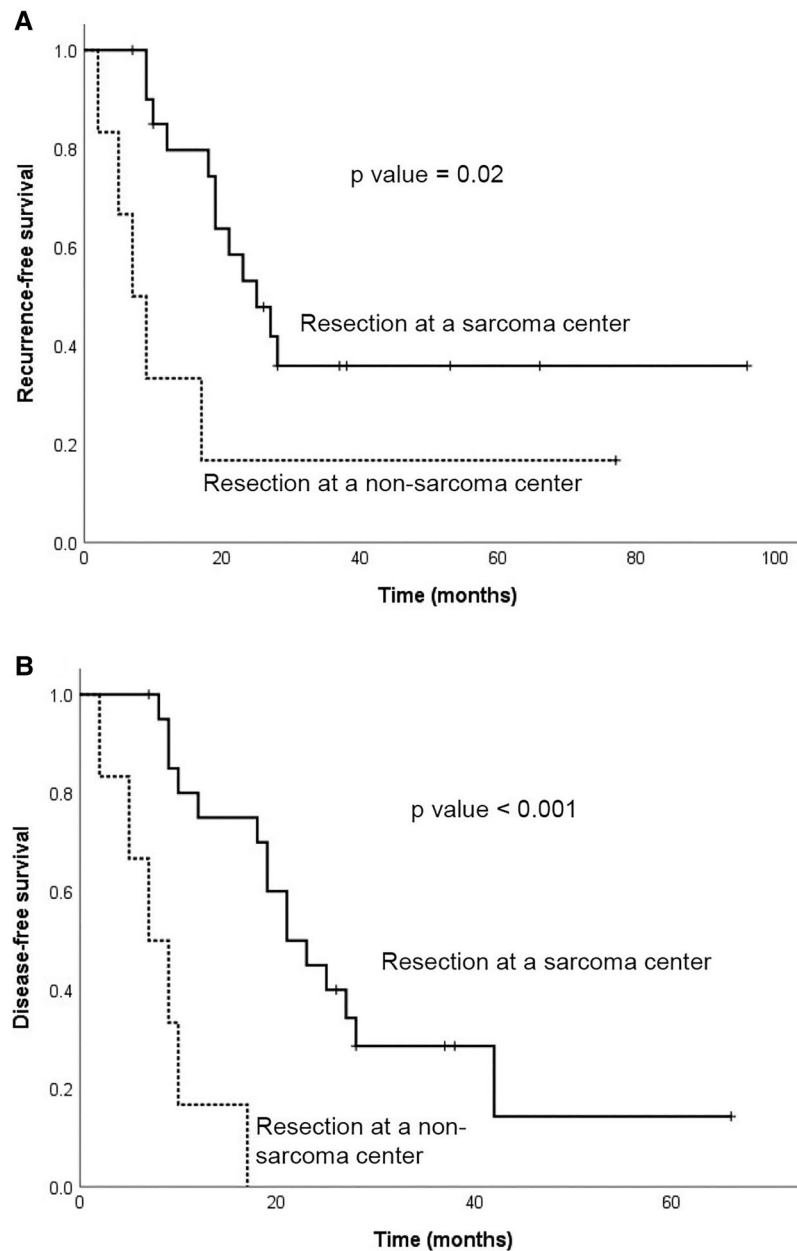 A
1.0
0.8
0.6
0.4
0.2
0.0
Recurrence-free survival
p value = 0.02
Resection at a sarcoma center
Resection at a non-sarcoma center
0 20 40 60 80 100
Time (months)
B
1.0
0.8
0.6
0.4
0.2
0.0
Disease-free survival
p value < 0.001
Resection at a sarcoma center
Resection at a non-
sarcoma center
0 20 40 60
Time (months)